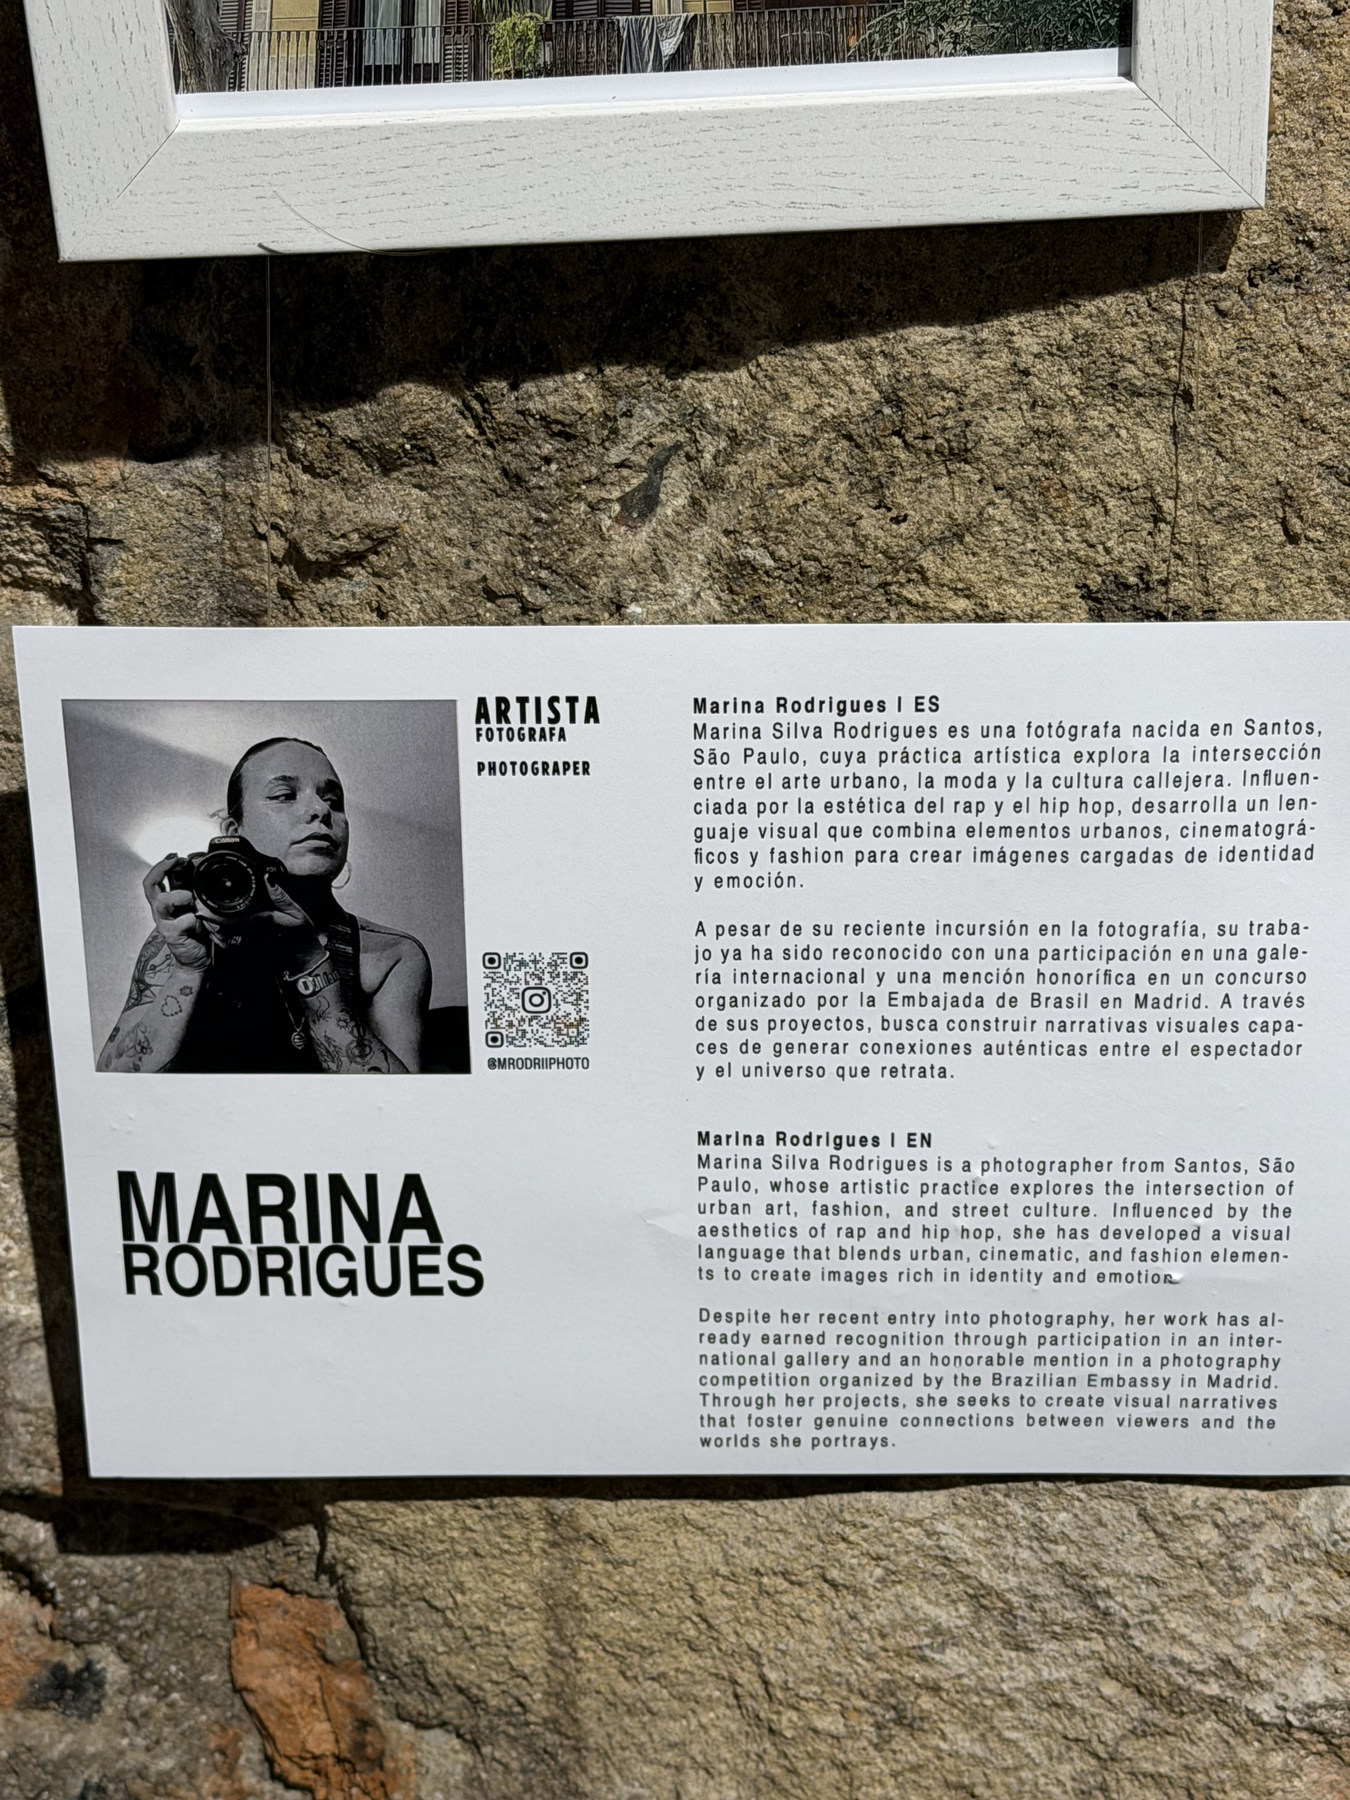 ARTISTA
FOTOGRAFA
PHOTOGRAPER
Canon
@MRODRIIPHOTO
MARINA
RODRIGUES
Marina Rodrigues | ES
Marina Silva Rodrigues es una fotógrafa nacida en Santos,
São Paulo, cuya práctica artística explora la intersección
entre el arte urbano, la moda y la cultura callejera. Influen-
ciada por la estética del rap y el hip hop, desarrolla un len-
guaje visual que combina elementos urbanos, cinematográ-
ficos y fashion para crear imágenes cargadas de identidad
y emoción.
A pesar de su reciente incursión en la fotografía, su traba-
jo ya ha sido reconocido con una participación en una gale-
ría internacional y una mención honorífica en un concurso
organizado por la Embajada de Brasil en Madrid. A través
de sus proyectos, busca construir narrativas visuales capa-
ces de generar conexiones auténticas entre el espectador
y el universo que retrata.
Marina Rodrigues | EN
Marina Silva Rodrigues is a photographer from Santos, São
Paulo, whose artistic practice explores the intersection of
urban art, fashion, and street culture. Influenced by the
aesthetics of rap and hip hop, she has developed a visual
language that blends urban, cinematic, and fashion elemen-
ts to create images rich in identity and emotion.
Despite her recent entry into photography, her work has al-
ready earned recognition through participation in an inter-
national gallery and an honorable mention in a photography
competition organized by the Brazilian Embassy in Madrid.
Through her projects, she seeks to create visual narratives
that foster genuine connections between viewers and the
worlds she portrays.